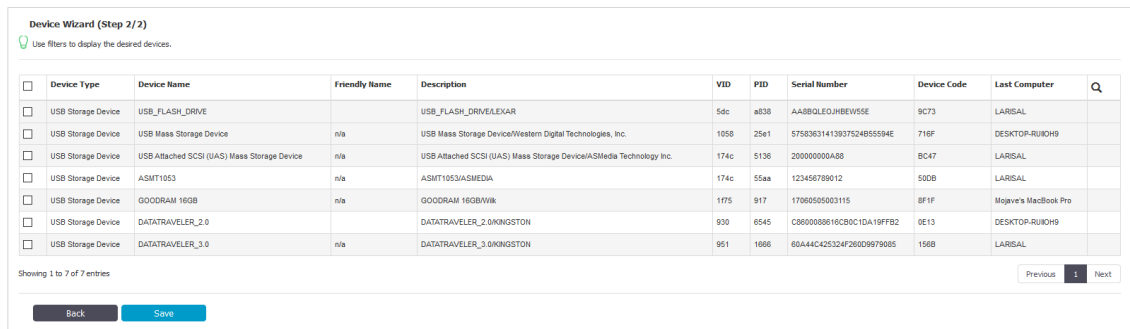 Device Wizard (Step 2/2)
Use filters to display the desired devices.
Device Type Device Name Friendly Name Description VID PID Serial Number Device Code Last Computer
USB Storage Device USB_FLASH_DRIVE USB_FLASH_DRIVE/LEXAR 5dc a838 AA8BQLEOJHBEW55E 9C73 LARISAL
USB Storage Device USB Mass Storage Device n/a USB Mass Storage Device/Western Digital Technologies, Inc. 1058 25e1 57583631413937524B55594E 716F DESKTOP-RUIIOH9
USB Storage Device USB Attached SCSI (UAS) Mass Storage Device n/a USB Attached SCSI (UAS) Mass Storage Device/ASMedia Technology Inc. 174c 5136 200000000A88 BC47 LARISAL
USB Storage Device ASMT1053 n/a ASMT1053/ASMEDIA 174c 55aa 123456789012 50DB LARISAL
USB Storage Device GOODRAM 16GB n/a GOODRAM 16GB/Wilk 1f75 917 17060505003115 8F1F Mojave's MacBook Pro
USB Storage Device DATATRAVELER_2.0 DATATRAVELER_2.0/KINGSTON 930 6545 C8600088616CB0C1DA19FFB2 0E13 DESKTOP-RUIIOH9
USB Storage Device DATATRAVELER_3.0 n/a DATATRAVELER_3.0/KINGSTON 951 1666 60A44C425324F260D9979085 156B LARISAL
Showing 1 to 7 of 7 entries
Previous 1 Next
Back Save